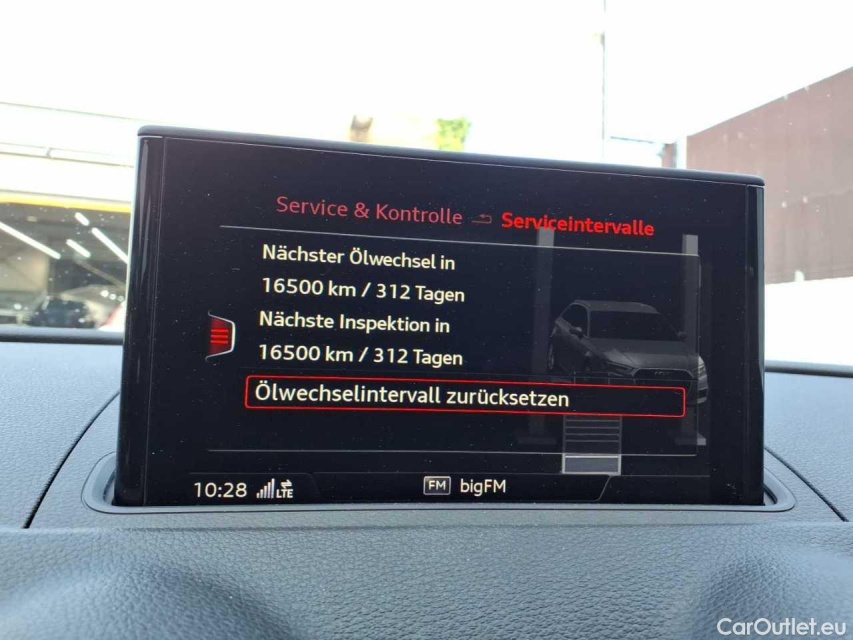 Service & Kontrolle Serviceintervalle
Nächster Ölwechsel in
16500 km / 312 Tagen
Nächste Inspektion in
16500 km / 312 Tagen
Ölwechselintervall zurücksetzen
10:28 LTE FM bigFM
CarOutlet.eu